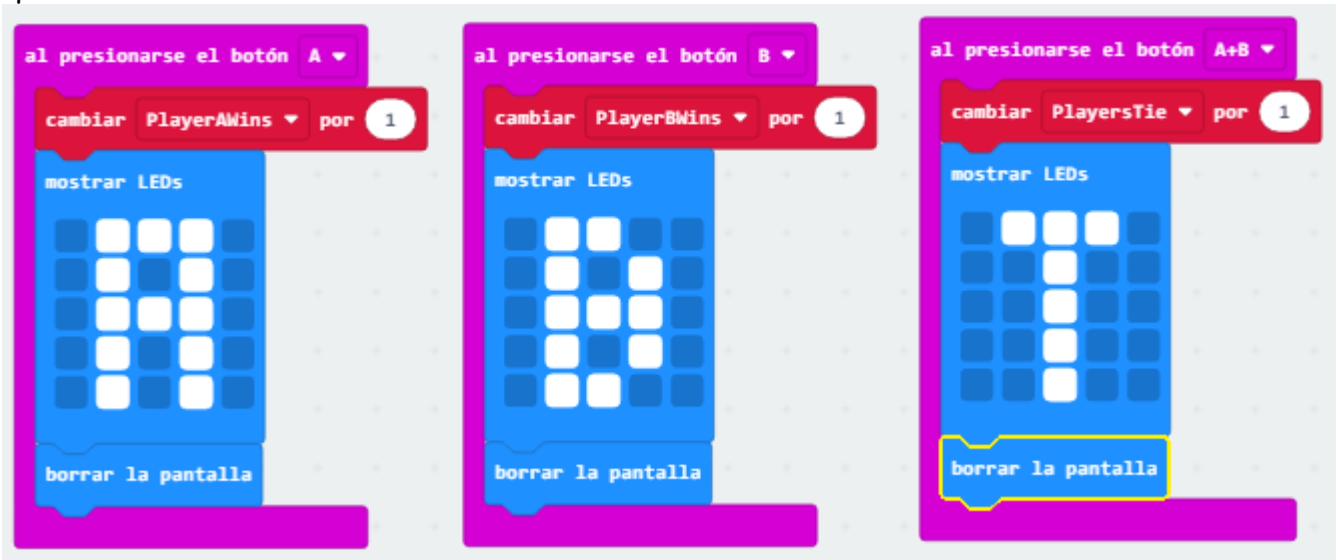 al presionarse el botón A
cambiar PlayerAWins por 1
mostrar LEDs
borrar la pantalla
al presionarse el botón B
cambiar PlayerBWins por 1
mostrar LEDs
borrar la pantalla
al presionarse el botón A+B
cambiar PlayersTie por 1
mostrar LEDs
borrar la pantalla